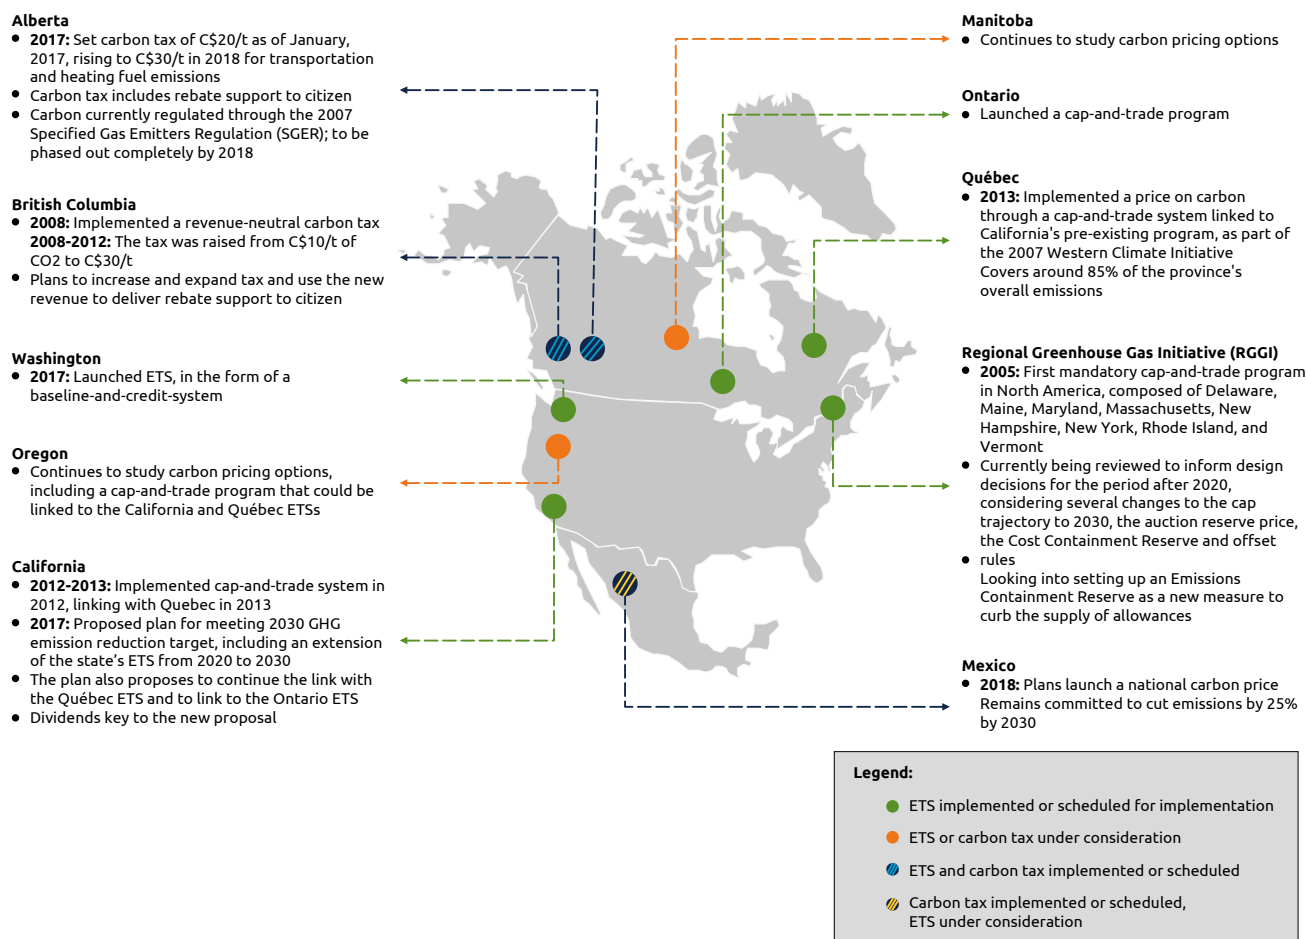 Alberta
• 2017: Set carbon tax of C$20/t as of January,
2017, rising to C$30/t in 2018 for transportation
and heating fuel emissions
• Carbon tax includes rebate support to citizen
• Carbon currently regulated through the 2007
Specified Gas Emitters Regulation (SGER); to be
phased out completely by 2018
British Columbia
• 2008: Implemented a revenue-neutral carbon tax
2008-2012: The tax was raised from C$10/t of
CO2 to C$30/t
• Plans to increase and expand tax and use the new
revenue to deliver rebate support to citizen
Washington
• 2017: Launched ETS, in the form of a
baseline-and-credit-system
Oregon
• Continues to study carbon pricing options,
including a cap-and-trade program that could be
linked to the California and Québec ETSs
California
• 2012-2013: Implemented cap-and-trade system in
2012, linking with Quebec in 2013
• 2017: Proposed plan for meeting 2030 GHG
emission reduction target, including an extension
of the state’s ETS from 2020 to 2030
• The plan also proposes to continue the link with
the Québec ETS and to link to the Ontario ETS
• Dividends key to the new proposal
Manitoba
• Continues to study carbon pricing options
Ontario
• Launched a cap-and-trade program
Québec
• 2013: Implemented a price on carbon
through a cap-and-trade system linked to
California's pre-existing program, as part of
the 2007 Western Climate Initiative
Covers around 85% of the province's
overall emissions
Regional Greenhouse Gas Initiative (RGGI)
• 2005: First mandatory cap-and-trade program
in North America, composed of Delaware,
Maine, Maryland, Massachusetts, New
Hampshire, New York, Rhode Island, and
Vermont
• Currently being reviewed to inform design
decisions for the period after 2020,
considering several changes to the cap
trajectory to 2030, the auction reserve price,
the Cost Containment Reserve and offset
• rules
Looking into setting up an Emissions
Containment Reserve as a new measure to
curb the supply of allowances
Mexico
• 2018: Plans launch a national carbon price
Remains committed to cut emissions by 25%
by 2030
Legend:
ETS implemented or scheduled for implementation
ETS or carbon tax under consideration
ETS and carbon tax implemented or scheduled
Carbon tax implemented or scheduled,
ETS under consideration